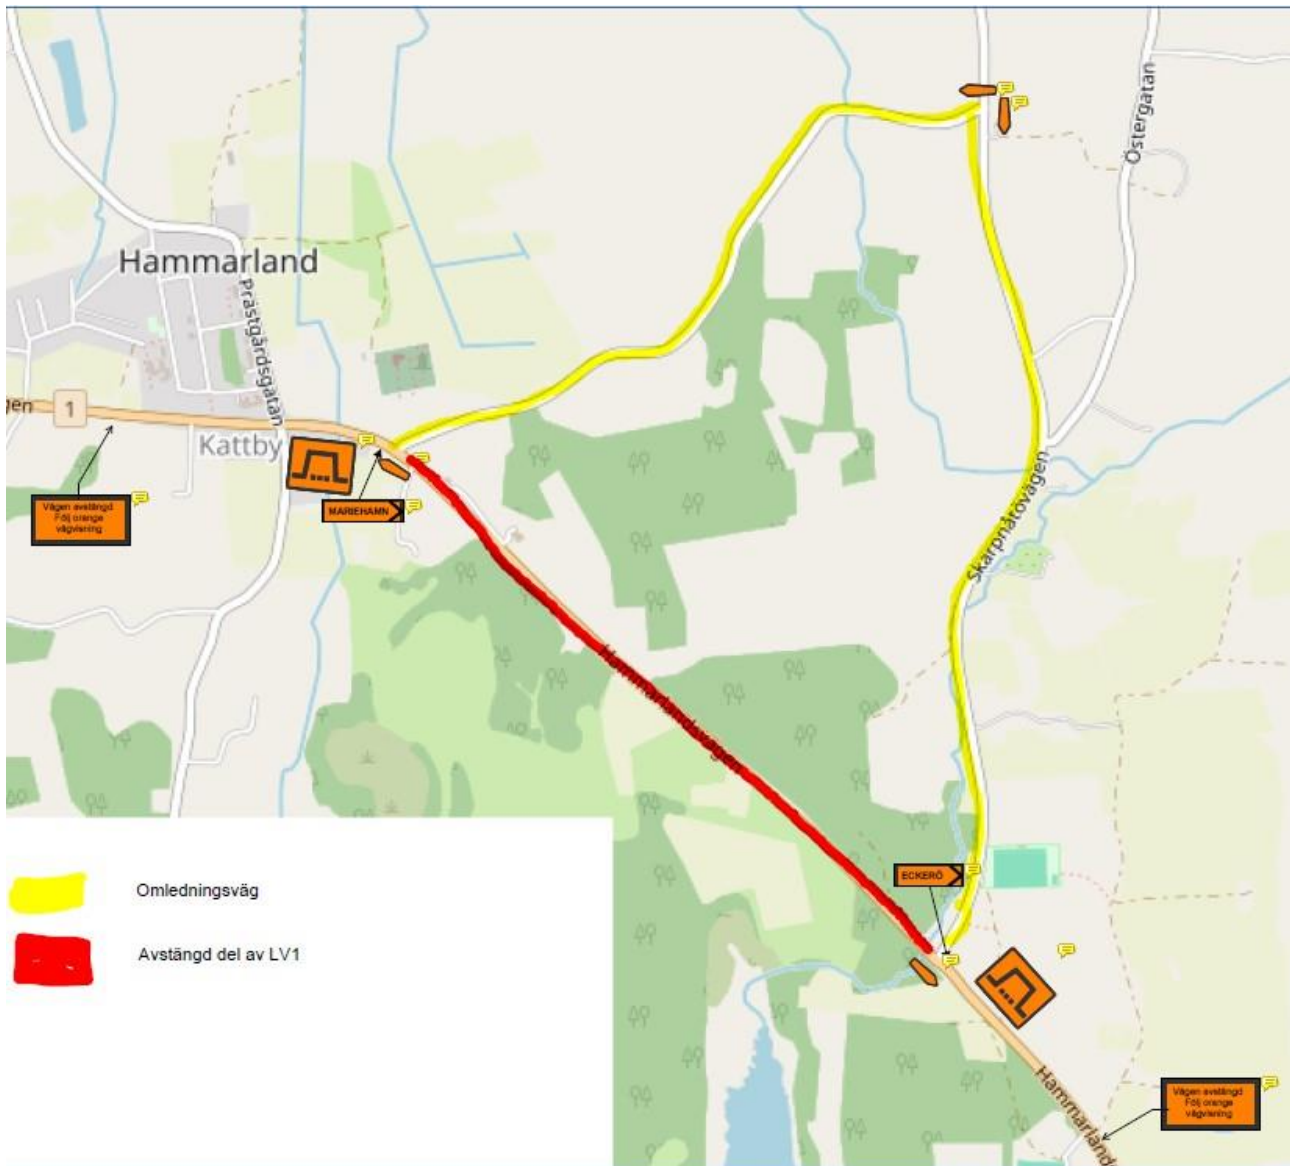 Östergatan
Hammarland
Prästgårdsgatan
gen
1
Kattby
Vägen avstängd
Följ orange
vägvisning
MARIEHAMN
Skarpnåtovägen
Hammarlandsvägen
ECKERÖ
Omledningsväg
Avstängd del av LV1
Hammarland
Vägen avstängd
Följ orange
vägvisning